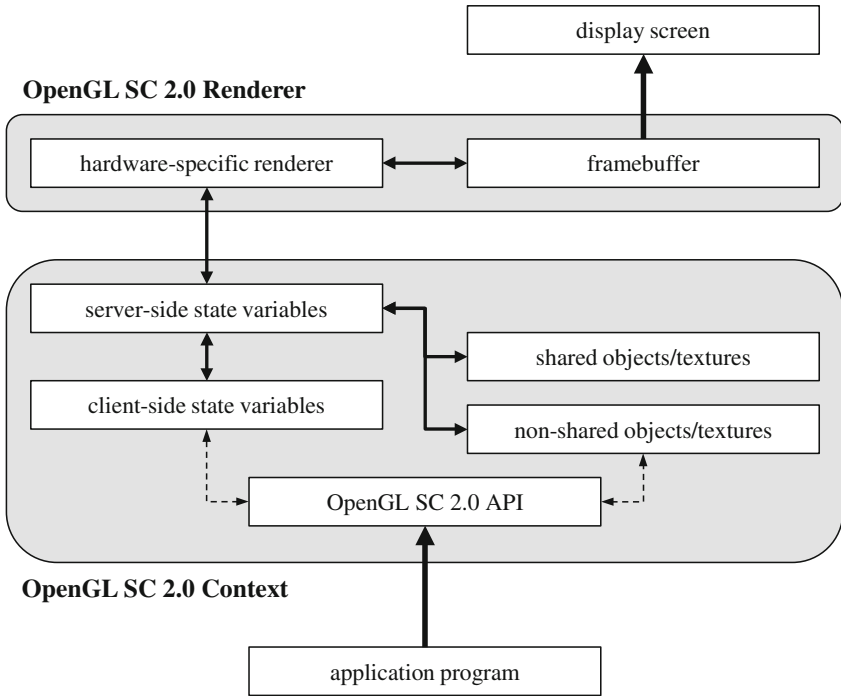 display screen
OpenGL SC 2.0 Renderer
hardware-specific renderer
framebuffer
server-side state variables
shared objects/textures
client-side state variables
non-shared objects/textures
OpenGL SC 2.0 API
OpenGL SC 2.0 Context
application program